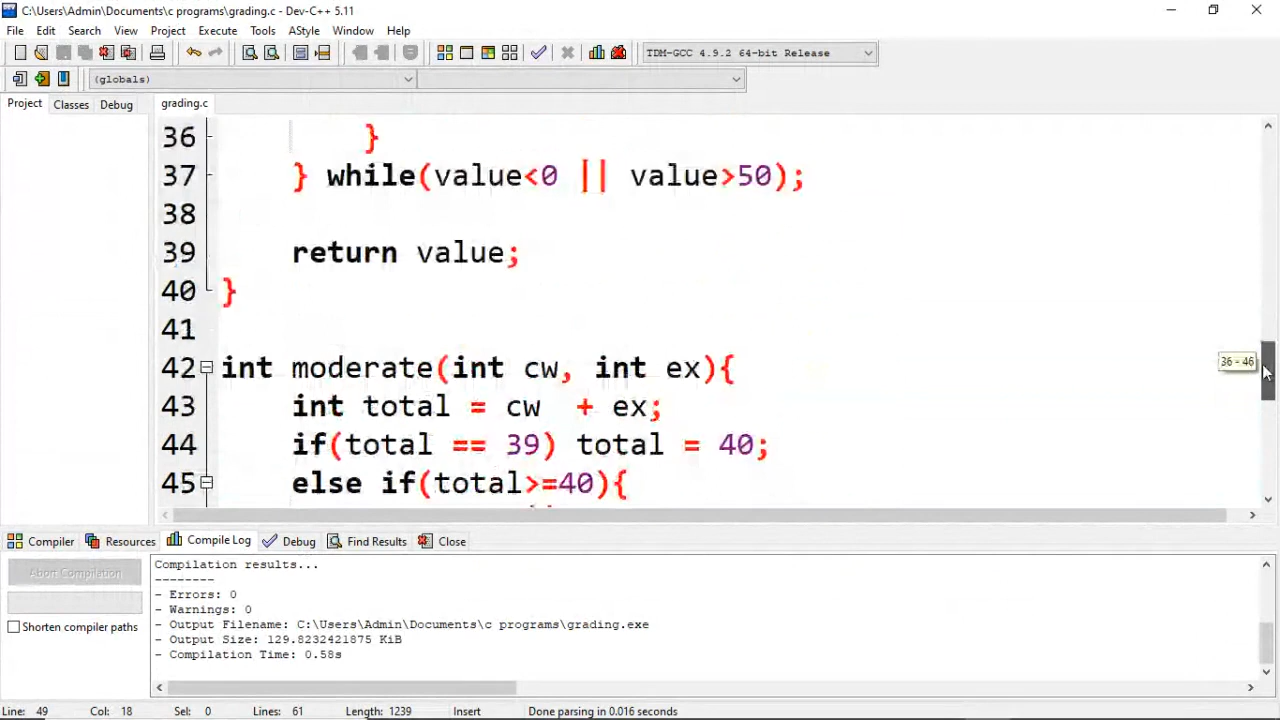 C:\Users\Admin\Documents\c programs\grading.c - Dev-C++ 5.11
File Edit Search View Project Execute Tools AStyle Window Help
TDM-GCC 4.9.2 64-bit Release
(globals)
Project Classes Debug grading.c
36 }
37 } while(value<0 || value>50);
38
39 return value;
40 }
41
42 int moderate(int cw, int ex){
36 - 46
43 int total = cw + ex;
44 if(total == 39) total = 40;
45 else if(total>=40){
Compiler Resources Compile Log Debug Find Results Close
Abort Compilation
Shorten compiler paths
Compilation results...
--------
- Errors: 0
- Warnings: 0
- Output Filename: C:\Users\Admin\Documents\c programs\grading.exe
- Output Size: 129.8232421875 KiB
- Compilation Time: 0.58s
Line: 49 Col: 18 Sel: 0 Lines: 61 Length: 1239 Insert Done parsing in 0.016 seconds